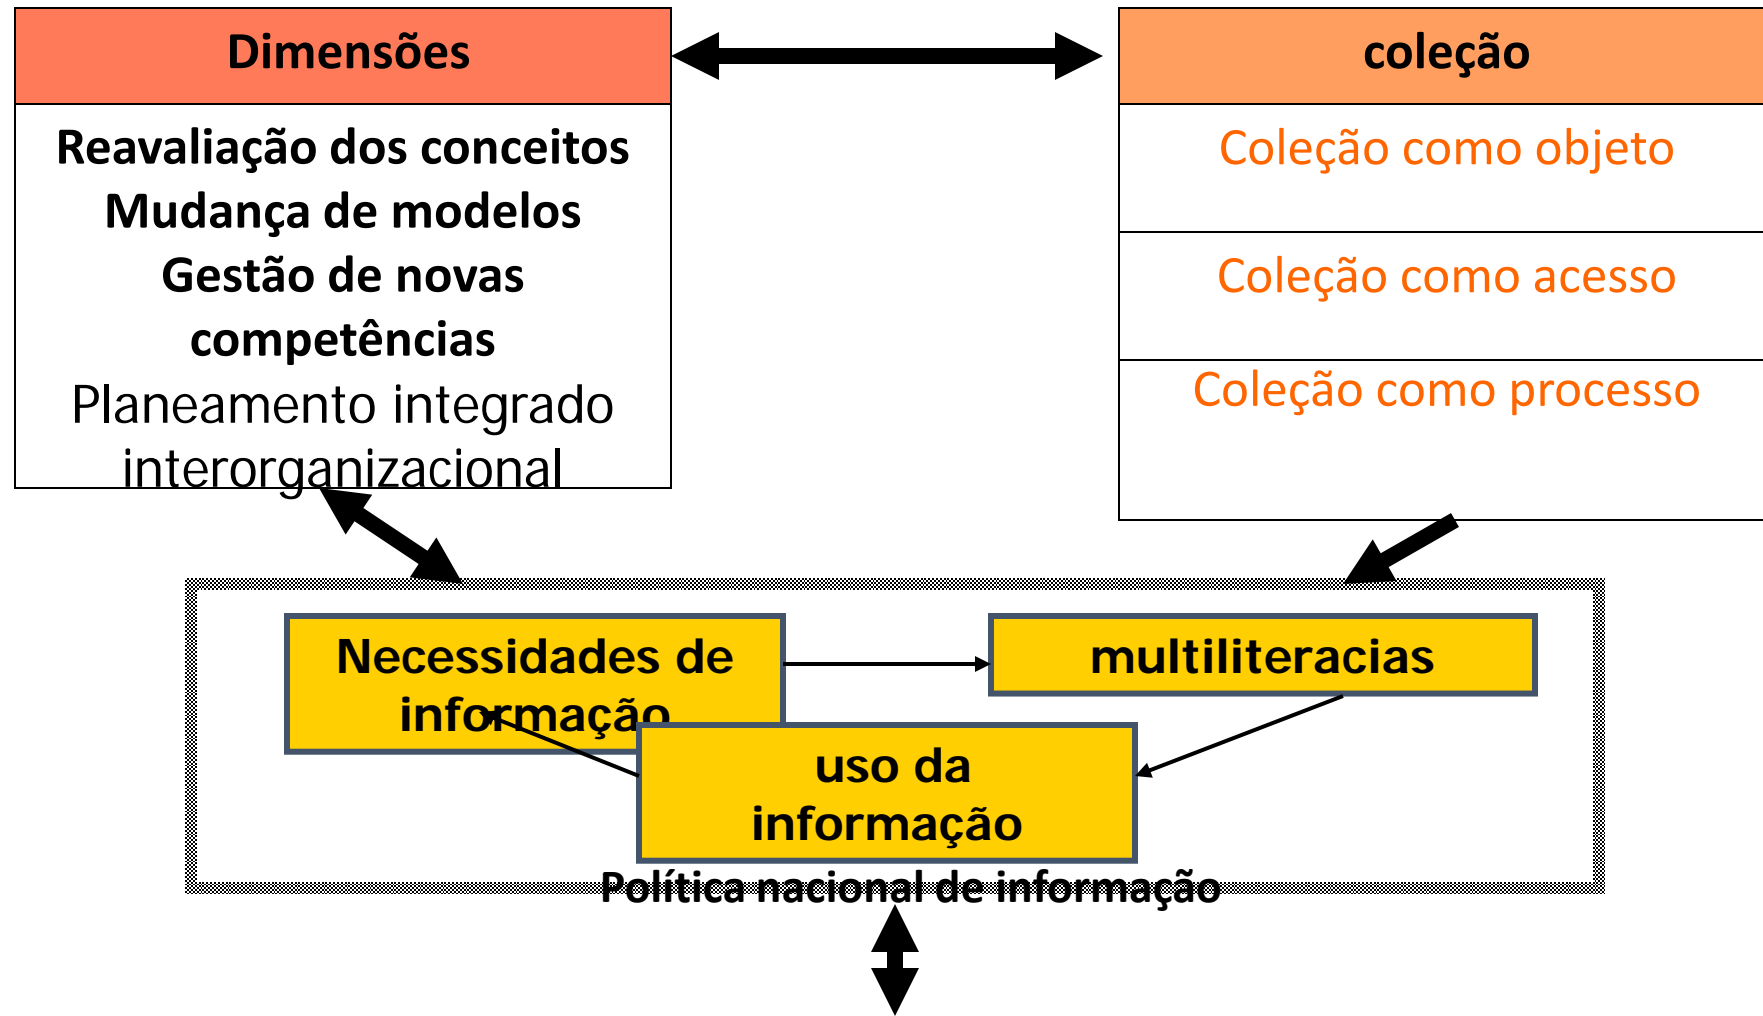 Dimensões
Reavaliação dos conceitos
Mudança de modelos
Gestão de novas
competências
Planeamento integrado
interorganizacional
coleção
Coleção como objeto
Coleção como acesso
Coleção como processo
Necessidades de
informação
multiliteracias
uso da
informação
Política nacional de informação